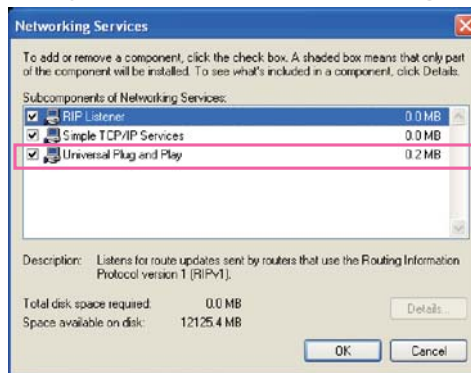 Networking Services
To add or remove a component, click the check box. A shaded box means that only part
of the component will be installed. To see what's included in a component, click Details.
Subcomponents of Networking Services:
RIP Listener 0.0 MB
Simple TCP/IP Services 0.0 MB
Universal Plug and Play 0.2 MB
Description: Listens for route updates sent by routers that use the Routing Information
Protocol version 1 (RIPv1).
Total disk space required: 0.0 MB
Space available on disk: 12125.4 MB
Details...
OK Cancel